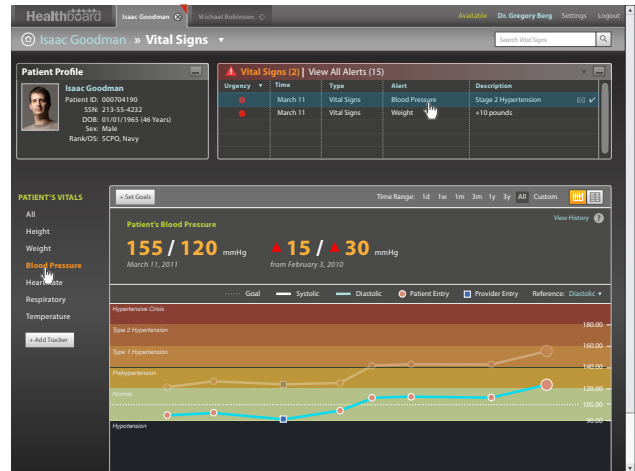 Healthboard
Isaac Goodman
Michael Robinson
Available Dr. Gregory Berg Settings Logout
Isaac Goodman » Vital Signs
Search Vital Signs
Patient Profile
Isaac Goodman
Patient ID: 000704190
SSN: 213-55-4232
DOB: 01/01/1965 (46 Years)
Sex: Male
Rank/OS: SCPO, Navy
Vital Signs (2) | View All Alerts (15)
Urgency Time Type Alert Description
March 11 Vital Signs Blood Pressure Stage 2 Hypertension
March 11 Vital Signs Weight +10 pounds
PATIENT'S VITALS
All
Height
Weight
Blood Pressure
Heart Rate
Respiratory
Temperature
+ Add Tracker
+ Set Goals
Time Range: 1d 1w 1m 3m 1y 3y All Custom
View History ?
Patient's Blood Pressure
155 / 120 mmHg
March 11, 2011
15 / 30 mmHg
from February 3, 2010
Goal Systolic Diastolic Patient Entry Provider Entry Reference: Diastolic
Hypertensive Crisis
180.00
Type 2 Hypertension
160.00
Type 1 Hypertension
140.00
Prehypertension
120.00
Normal
105.00
90.00
Hypotension